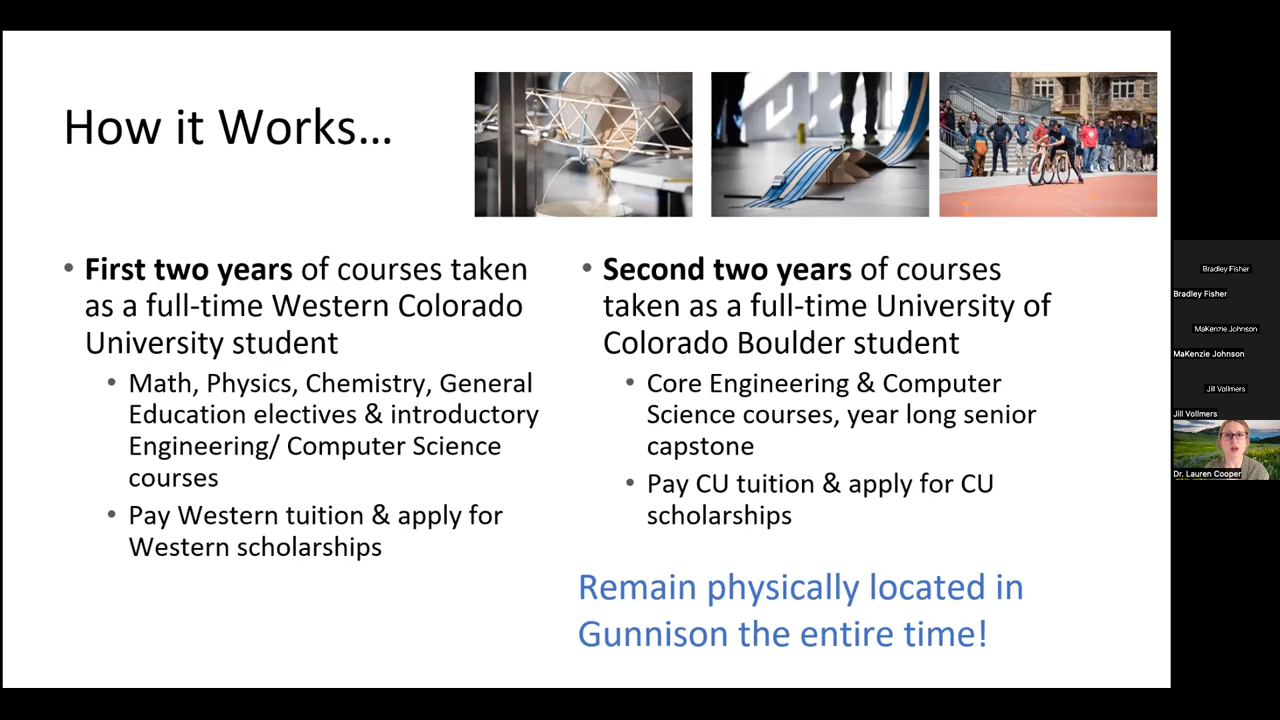 How it Works…
• First two years of courses taken
as a full-time Western Colorado
University student
• Math, Physics, Chemistry, General
Education electives & introductory
Engineering/ Computer Science
courses
• Pay Western tuition & apply for
Western scholarships
• Second two years of courses
taken as a full-time University of
Colorado Boulder student
• Core Engineering & Computer
Science courses, year long senior
capstone
• Pay CU tuition & apply for CU
scholarships
Remain physically located in
Gunnison the entire time!
Bradley Fisher
Bradley Fisher
MaKenzie Johnson
MaKenzie Johnson
Jill Vollmers
Jill Vollmers
Dr. Lauren Cooper